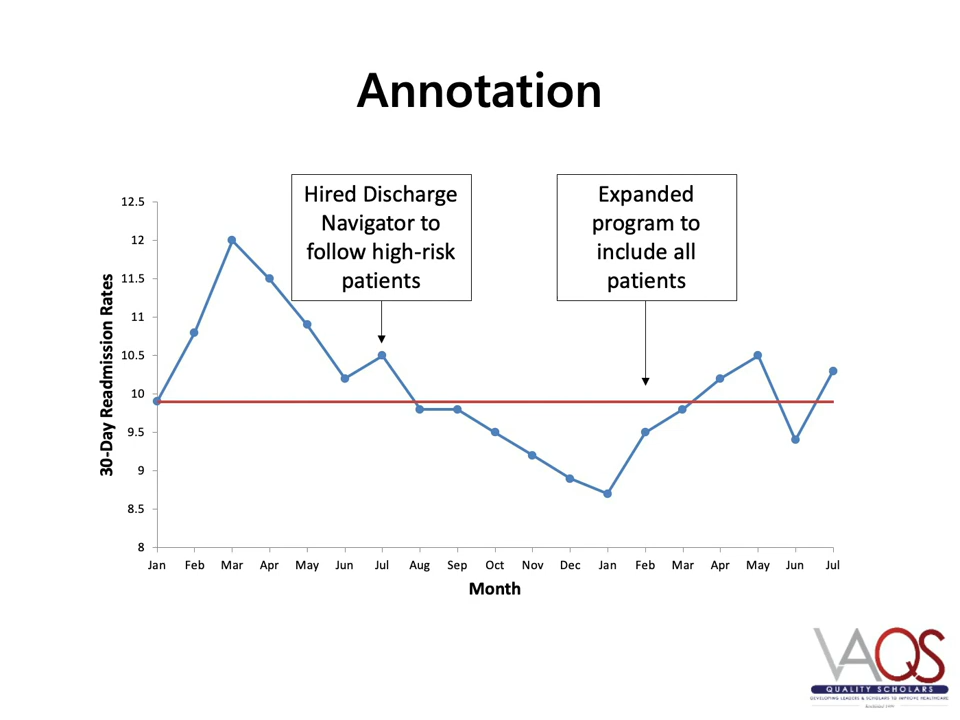 Annotation
Hired Discharge
Navigator to
follow high-risk
patients
Expanded
program to
include all
patients
30-Day Readmission Rates
12.5
12
11.5
11
10.5
10
9.5
9
8.5
8
Jan Feb Mar Apr May Jun Jul Aug Sep Oct Nov Dec Jan Feb Mar Apr May Jun Jul
Month
VAQS
QUALITY SCHOLARS
DEVELOPING LEADERS & SCHOLARS TO IMPROVE HEALTHCARE